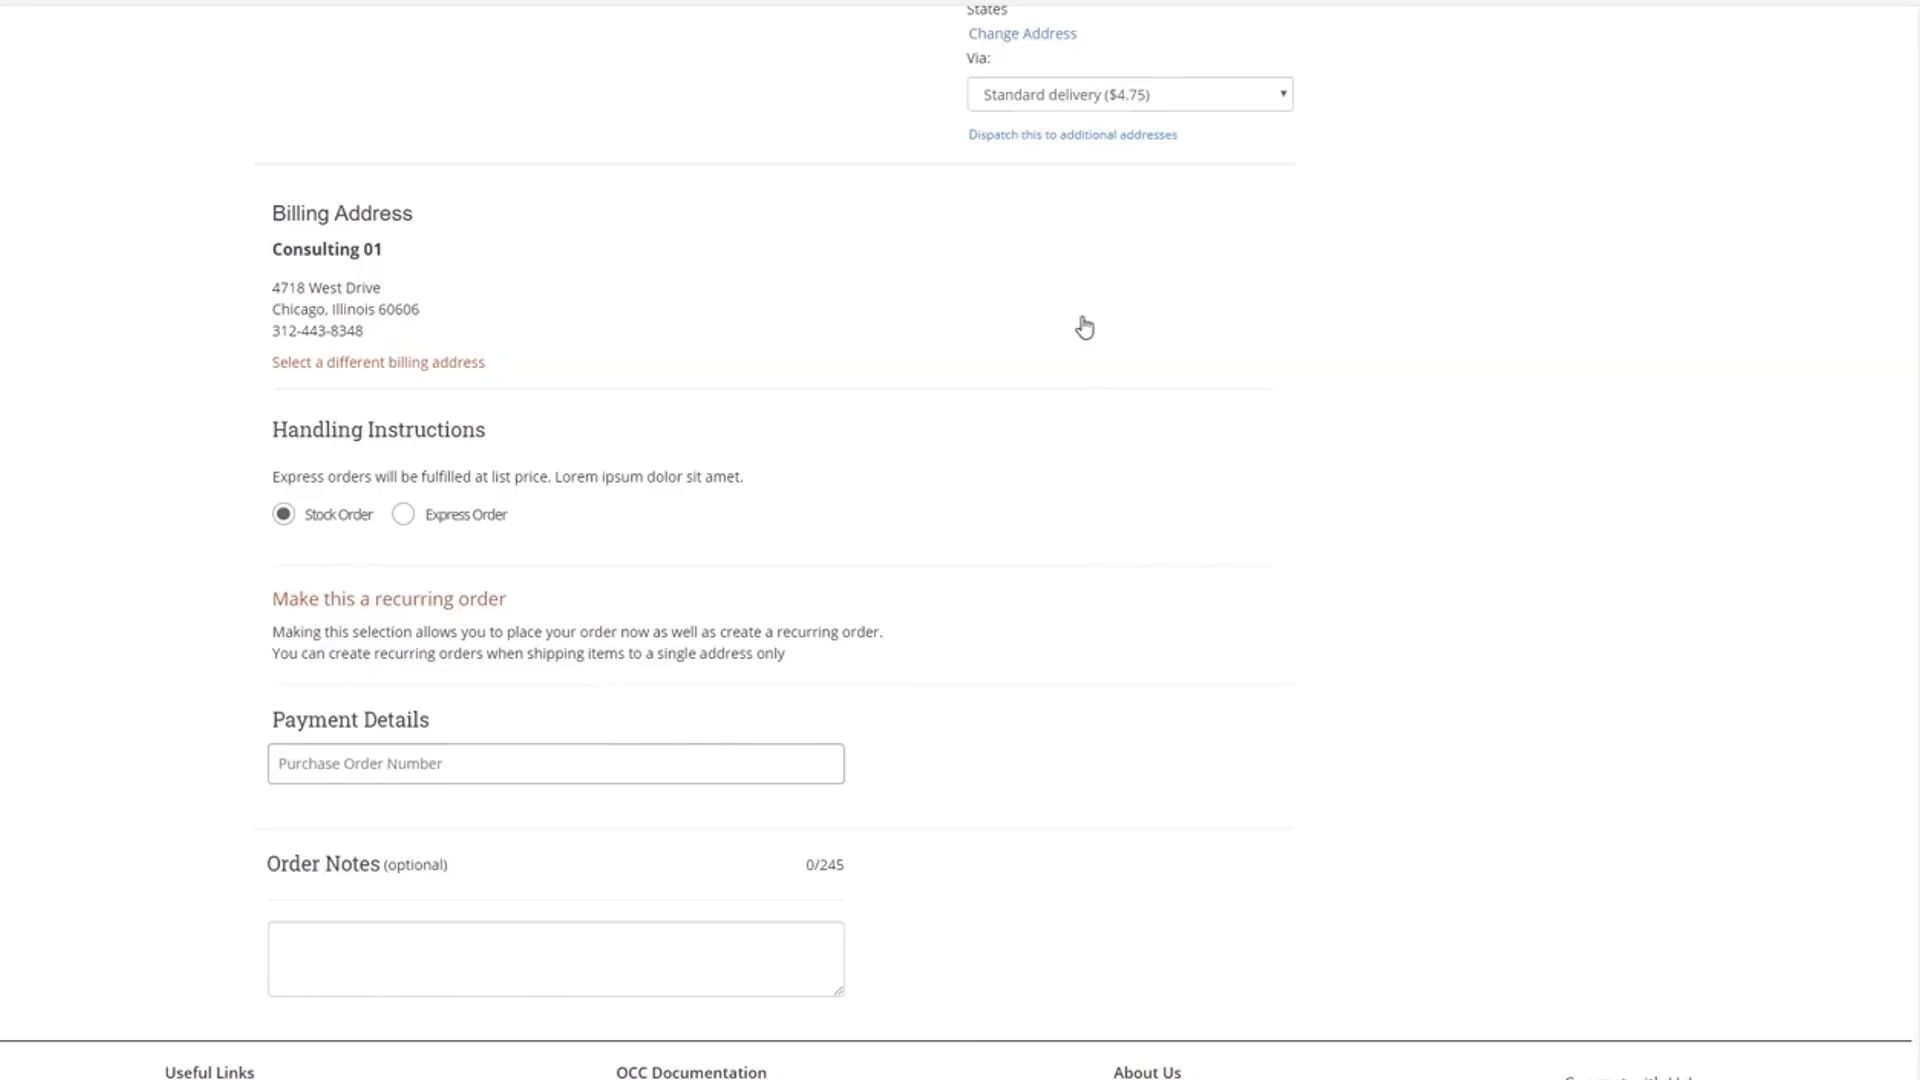 States
Change Address
Via:
Standard delivery ($4.75)
Dispatch this to additional addresses
Billing Address
Consulting 01
4718 West Drive
Chicago, Illinois 60606
312-443-8348
Select a different billing address
Handling Instructions
Express orders will be fulfilled at list price. Lorem ipsum dolor sit amet.
Stock Order Express Order
Make this a recurring order
Making this selection allows you to place your order now as well as create a recurring order.
You can create recurring orders when shipping items to a single address only
Payment Details
Purchase Order Number
Order Notes (optional) 0/245
Useful Links OCC Documentation About Us